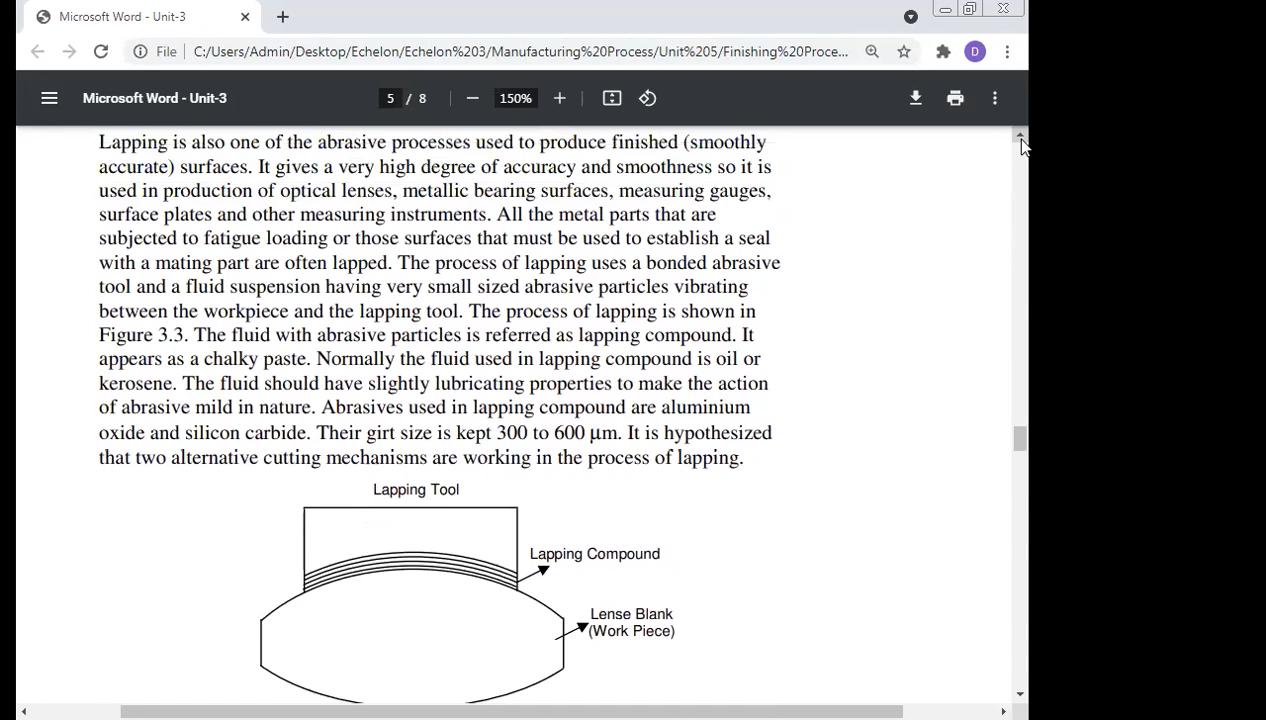 Microsoft Word - Unit-3
File C:/Users/Admin/Desktop/Echelon/Echelon%203/Manufacturing%20Process/Unit%205/Finishing%20Proce...
D
Microsoft Word - Unit-3 5 / 8 150%
Lapping is also one of the abrasive processes used to produce finished (smoothly
accurate) surfaces. It gives a very high degree of accuracy and smoothness so it is
used in production of optical lenses, metallic bearing surfaces, measuring gauges,
surface plates and other measuring instruments. All the metal parts that are
subjected to fatigue loading or those surfaces that must be used to establish a seal
with a mating part are often lapped. The process of lapping uses a bonded abrasive
tool and a fluid suspension having very small sized abrasive particles vibrating
between the workpiece and the lapping tool. The process of lapping is shown in
Figure 3.3. The fluid with abrasive particles is referred as lapping compound. It
appears as a chalky paste. Normally the fluid used in lapping compound is oil or
kerosene. The fluid should have slightly lubricating properties to make the action
of abrasive mild in nature. Abrasives used in lapping compound are aluminium
oxide and silicon carbide. Their girt size is kept 300 to 600 μm. It is hypothesized
that two alternative cutting mechanisms are working in the process of lapping.
Lapping Tool
Lapping Compound
Lense Blank
(Work Piece)